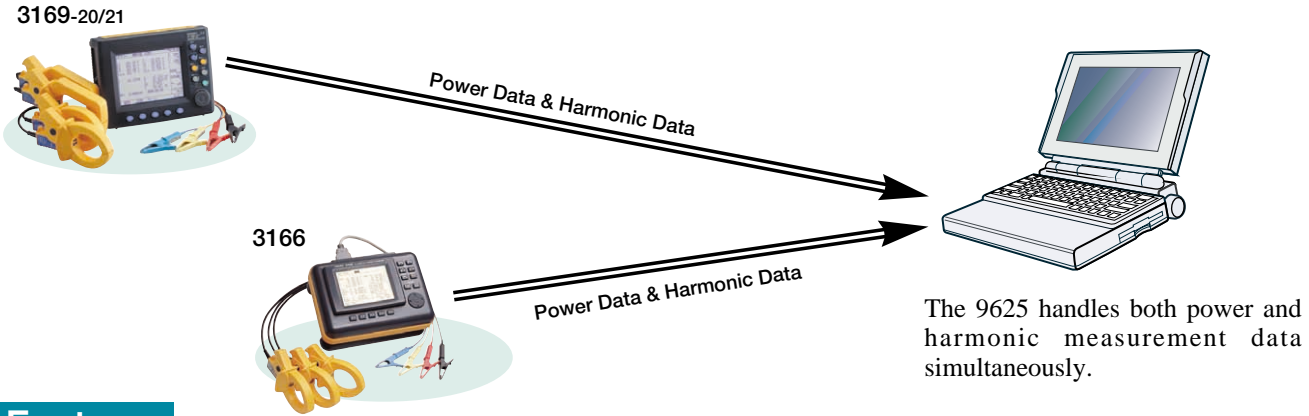 3169-20/21
Power Data & Harmonic Data
3166
Power Data & Harmonic Data
The 9625 handles both power and
harmonic measurement data
simultaneously.